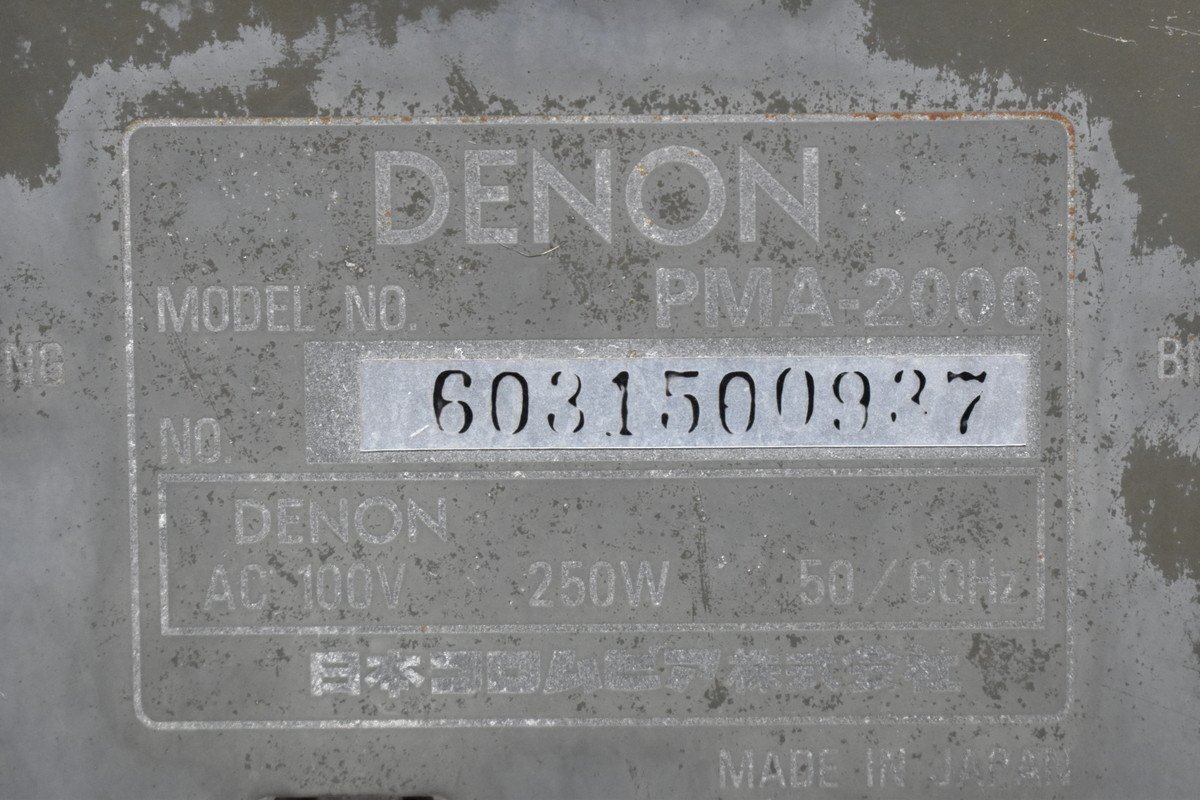 DENON
MODEL NO. PMA-2000
NG
NO. 6031500937
DENON
AC 100V 250W 50/60Hz
日本コロムビア株式会社
MADE IN JAPAN